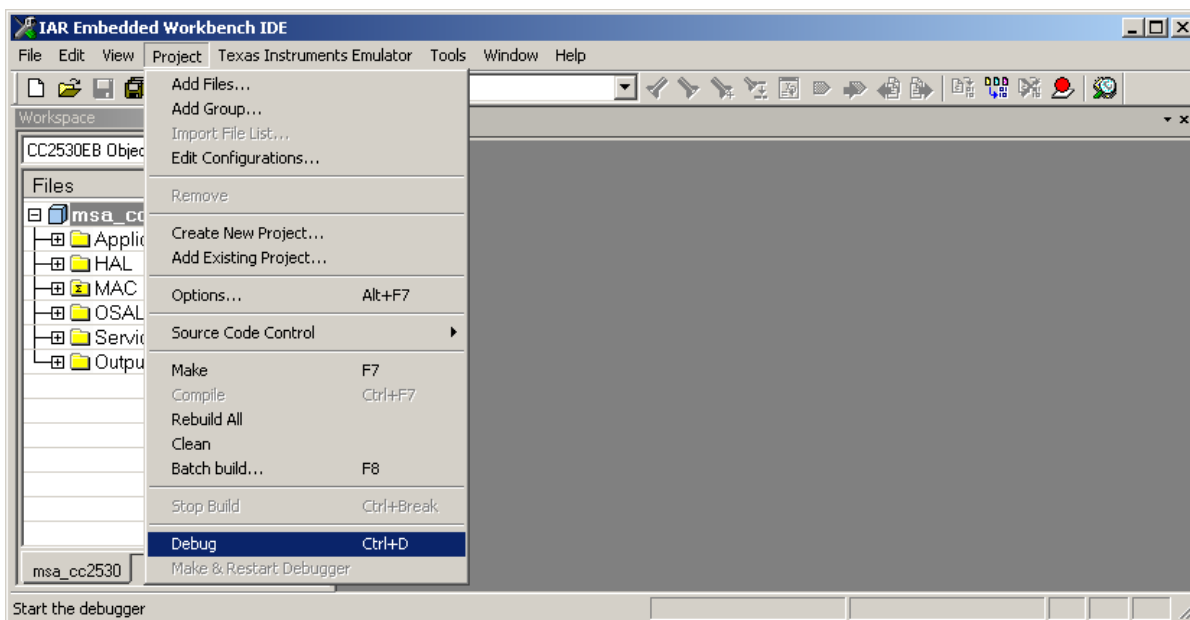 IAR Embedded Workbench IDE
File Edit View Project Texas Instruments Emulator Tools Window Help
Workspace
CC2530EB Objec
Files
msa_cc
Applic
HAL
MAC
OSAL
Servic
Outpu
msa_cc2530
Add Files...
Add Group...
Import File List...
Edit Configurations...
Remove
Create New Project...
Add Existing Project...
Options... Alt+F7
Source Code Control
Make F7
Compile Ctrl+F7
Rebuild All
Clean
Batch build... F8
Stop Build Ctrl+Break
Debug Ctrl+D
Make & Restart Debugger
Start the debugger